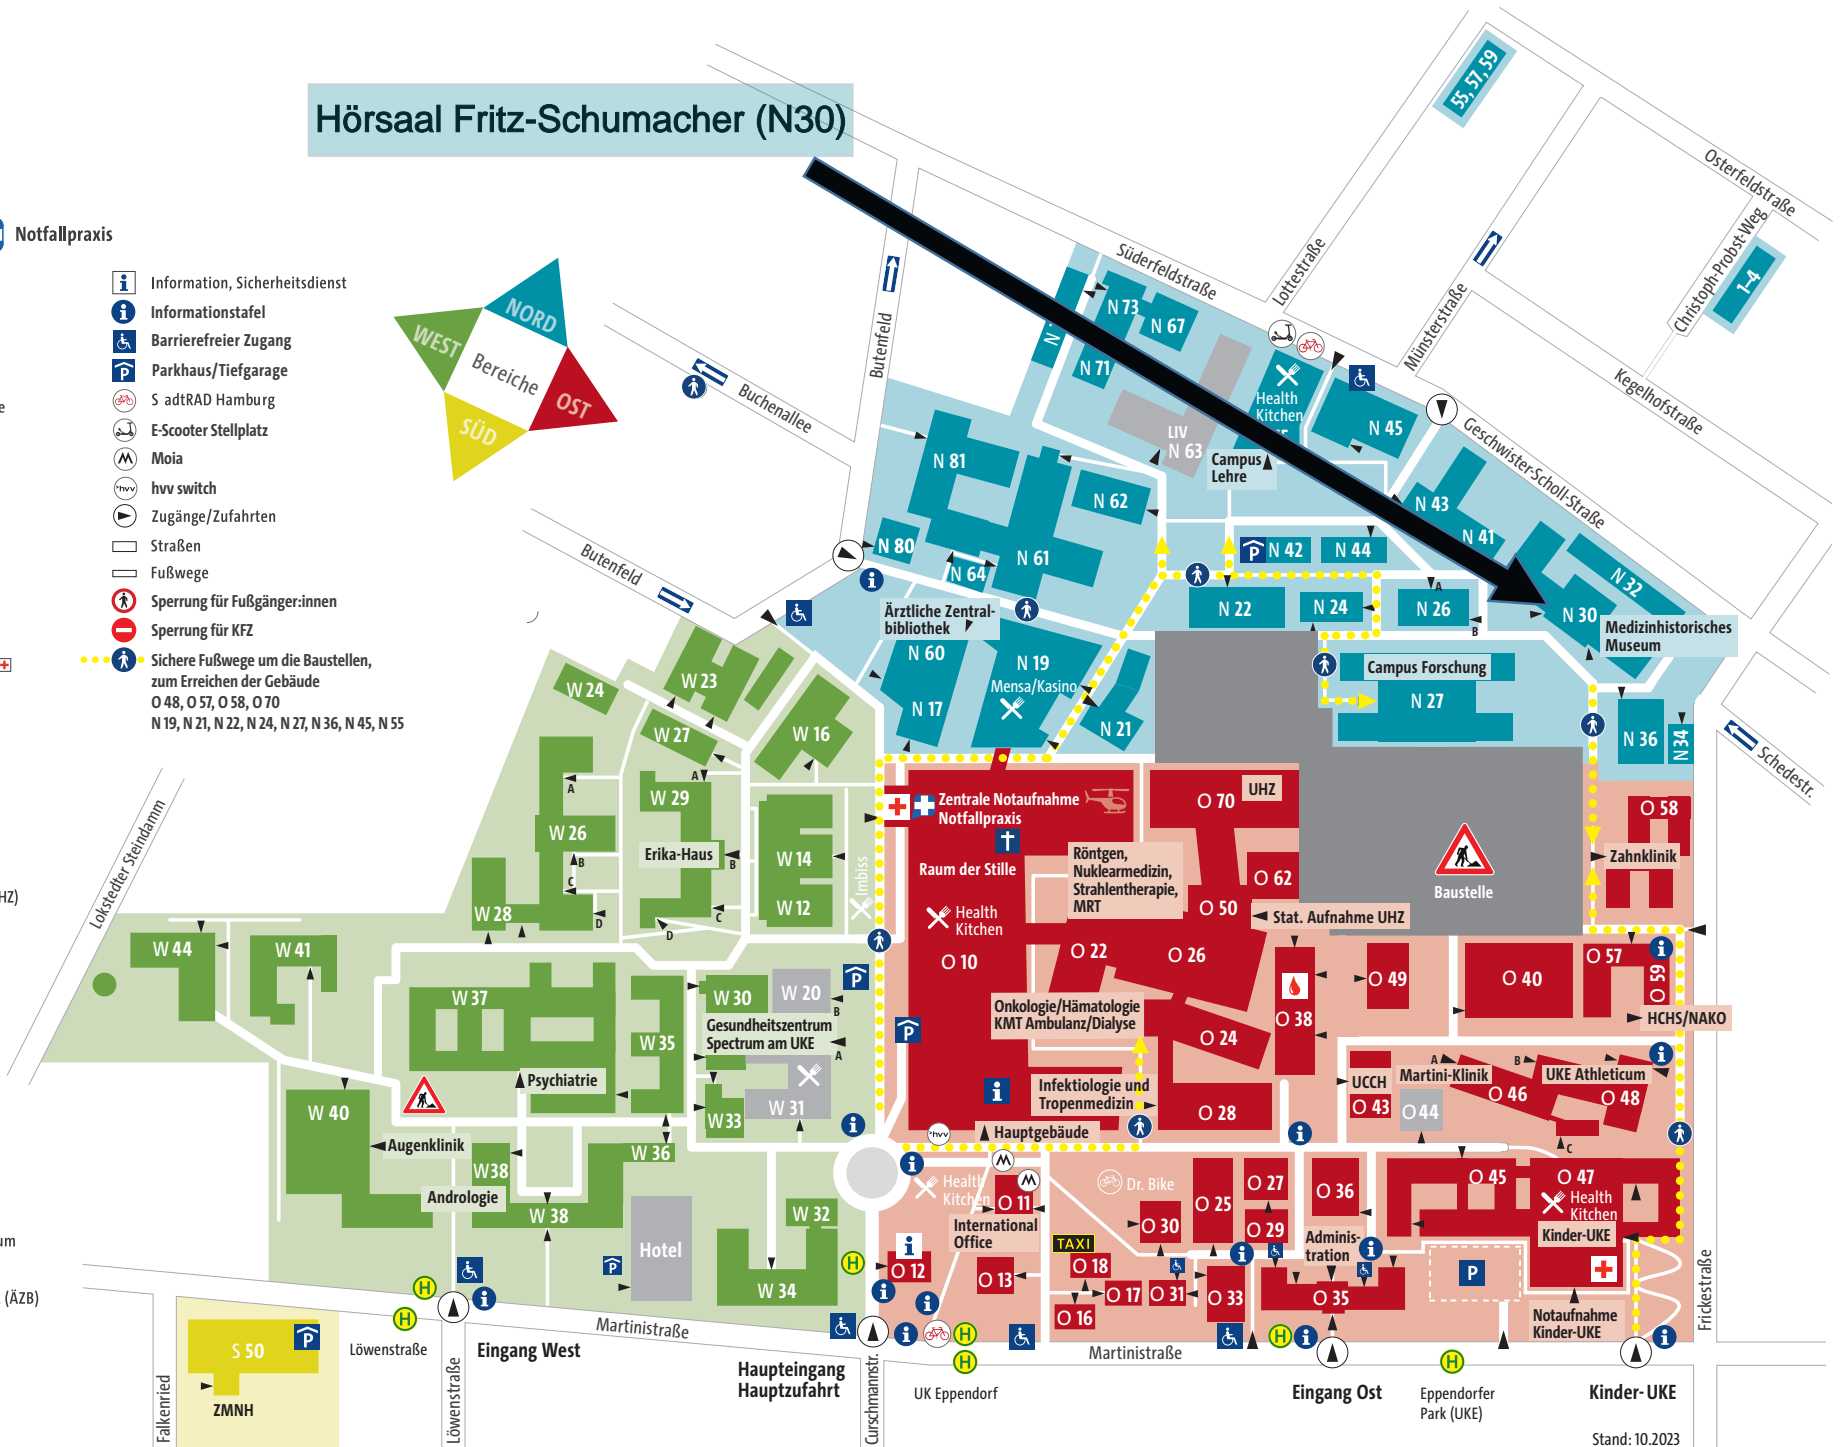 Hörsaal Fritz-Schumacher (N30)
Notfallpraxis
Information, Sicherheitsdienst
Informationstafel
Barrierefreier Zugang
Parkhaus/Tiefgarage
S adtRAD Hamburg
E-Scooter Stellplatz
Moia
hvv switch
Zugänge/Zufahrten
Straßen
Fußwege
Sperrung für Fußgänger:innen
Sperrung für KFZ
Sichere Fußwege um die Baustellen,
zum Erreichen der Gebäude
O 48, O 57, O 58, O 70
N 19, N 21, N 22, N 24, N 27, N 36, N 45, N 55
e
HZ)
um
(ÄZB)
NORD
WEST
Bereiche
OST
SÜD
55, 57, 59
Osterfeldstraße
Christoph-Probst-Weg
1-4
Süderfeldstraße
Lottestraße
Münsterstraße
Kegelhofstraße
Geschwister-Scholl-Straße
Butenfeld
Buchenallee
Butenfeld
N 73
N 67
N
N 71
Health
Kitchen
LIV
N 63
N 45
Campus
Lehre
N 81
N 62
N 43
N 41
N 80
N 61
N 64
P
N 42
N 44
N 32
N 22
N 24
A
N 26
B
N 30
Medizinhistorisches
Museum
Ärztliche Zentral-
bibliothek
N 60
N 19
Mensa/Kasino
N 17
N 21
Campus Forschung
N 27
N 36
N 34
Schedestr.
W 24
W 23
W 27
W 16
A
W 29
A
W 26
B
C
D
Erika-Haus
B
C
D
W 14
W 12
Imbiss
W 28
Lokstedter Steindamm
W 44
W 41
W 37
W 35
W 30
W 20
B
P
Gesundheitszentrum
Spectrum am UKE
A
Psychiatrie
W 33
W 31
W 40
Augenklinik
W 36
W38
Andrologie
W 38
Hotel
P
W 32
W 34
Zentrale Notaufnahme
Notfallpraxis
Raum der Stille
Health
Kitchen
O 10
P
O 70
UHZ
Röntgen,
Nuklearmedizin,
Strahlentherapie,
MRT
O 62
O 50
Stat. Aufnahme UHZ
O 22
O 26
Onkologie/Hämatologie
KMT Ambulanz/Dialyse
O 24
O 38
Infektiologie und
Tropenmedizin
O 28
Hauptgebäude
hvv
Baustelle
O 58
Zahnklinik
O 49
O 40
O 57
O 59
HCHS/NAKO
UCCH
O 43
A
Martini-Klinik
O 44
B
UKE Athleticum
O 46
O 48
C
O 45
O 47
Health
Kitchen
Kinder-UKE
P
Notaufnahme
Kinder-UKE
Health
Kitchen
O 11
International
Office
Dr. Bike
O 25
O 27
O 36
O 30
O 29
Adminis-
tration
TAXI
O 12
O 13
O 18
O 17
O 16
O 31
O 33
O 35
H
H
H
H
H
H
H
Martinistraße
Martinistraße
Frickestraße
S 50
P
ZMNH
Falkenried
Löwenstraße
Löwenstraße
Eingang West
Haupteingang
Hauptzufahrt
Curschmannstr.
UK Eppendorf
Eingang Ost
Eppendorfer
Park (UKE)
Kinder-UKE
Stand: 10.2023